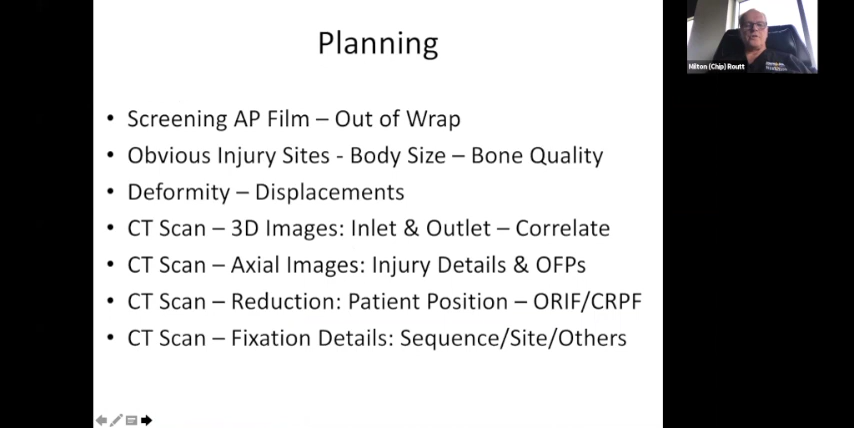 Planning
• Screening AP Film – Out of Wrap
• Obvious Injury Sites - Body Size – Bone Quality
• Deformity – Displacements
• CT Scan – 3D Images: Inlet & Outlet – Correlate
• CT Scan – Axial Images: Injury Details & OFPs
• CT Scan – Reduction: Patient Position – ORIF/CRPF
• CT Scan – Fixation Details: Sequence/Site/Others
Milton (Chip) Routt